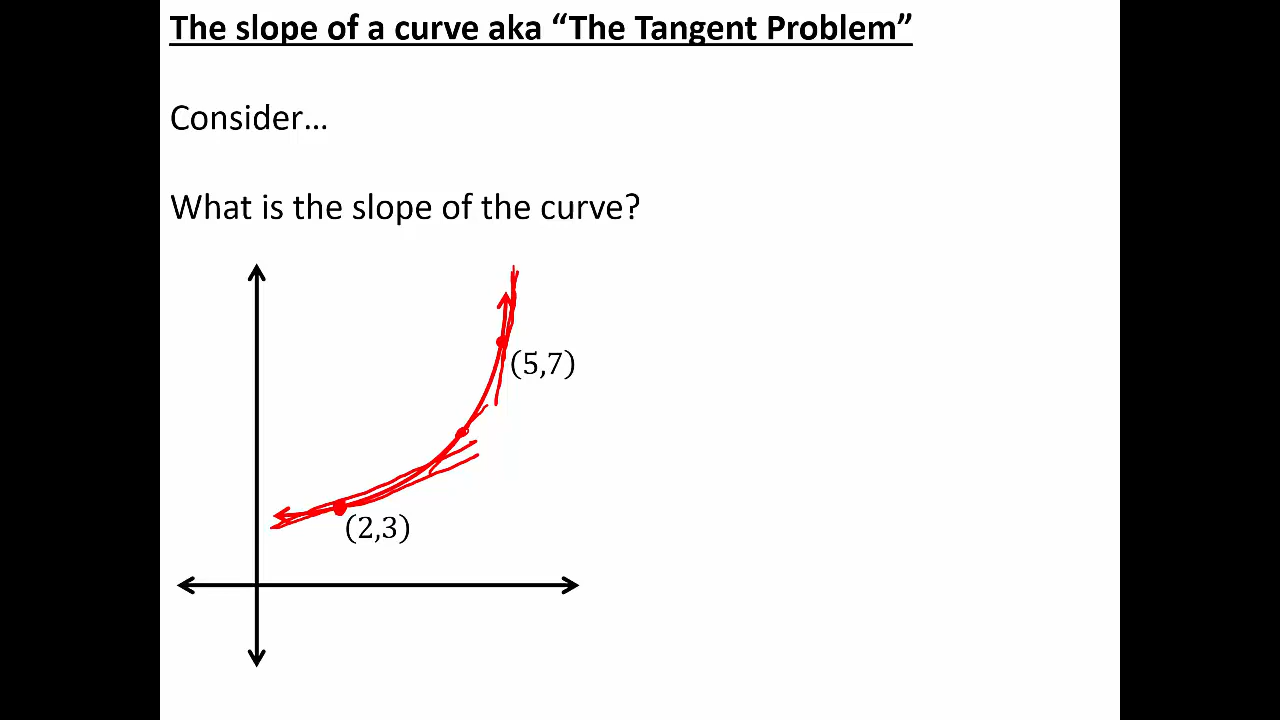 The slope of a curve aka “The Tangent Problem”
Consider…
What is the slope of the curve?
(5,7)
(2,3)